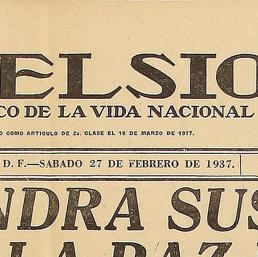 ELSIO
CO DE LA VIDA NACIONAL
O COMO ARTICULO DE 2a. CLASE EL 18 DE MARZO DE 1917.
D. F.—SABADO 27 DE FEBRERO DE 1937.
NDRA SUS
LA PAZ